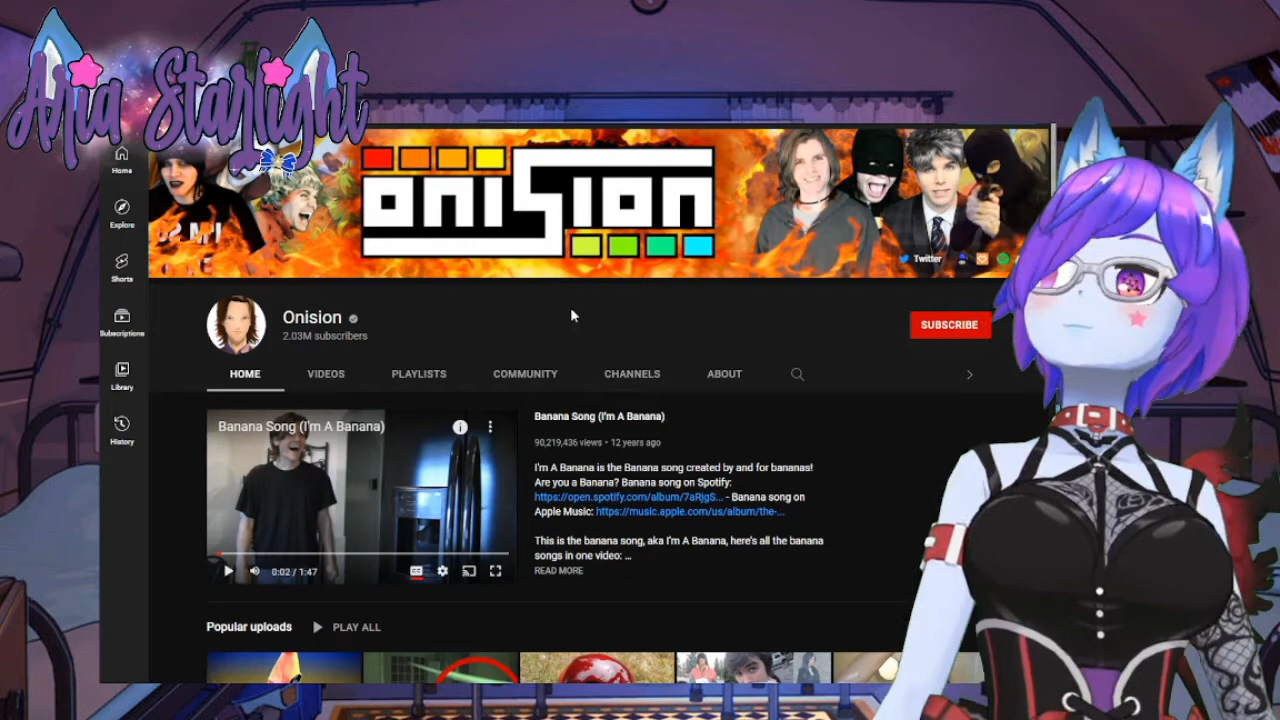 Aria Starlight
Home
Explore
Shorts
Subscriptions
Library
History
onision
Twitter
Onision
2.03M subscribers
SUBSCRIBE
HOME VIDEOS PLAYLISTS COMMUNITY CHANNELS ABOUT
Banana Song (I'm A Banana)
0:02 / 1:47
Banana Song (I'm A Banana)
90,219,436 views • 12 years ago
I'm A Banana is the Banana song created by and for bananas!
Are you a Banana? Banana song on Spotify:
https://open.spotify.com/album/7aRjgS... - Banana song on
Apple Music: https://music.apple.com/us/album/the-...
This is the banana song, aka I'm A Banana, here's all the banana
songs in one video: ...
READ MORE
Popular uploads PLAY ALL